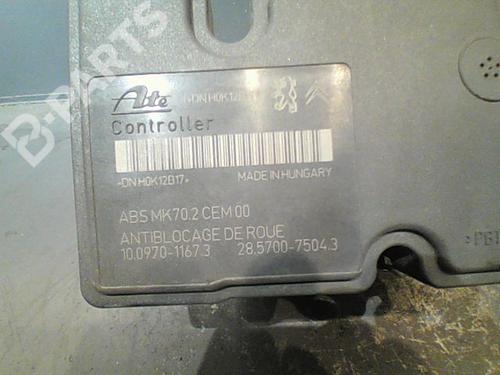 B-PARTS
Ate
Controller
*DN H0K12B17*
MADE IN HUNGARY
ABS MK70.2 CEM 00
ANTIBLOCAGE DE ROUE
10.0970-1167.3 28.5700-7504.3
B-PARTS